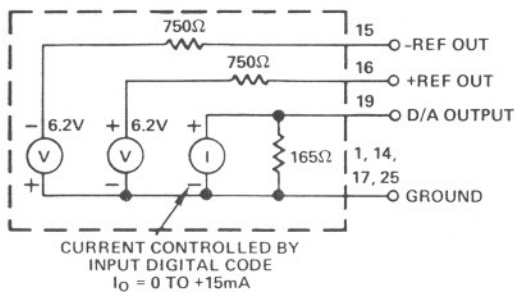 750Ω
15
-REF OUT
750Ω
16
+REF OUT
19
D/A OUTPUT
- 6.2V
+ 6.2V
+
V
V
I
165Ω
1, 14,
17, 25
+
-
-
GROUND
CURRENT CONTROLLED BY
INPUT DIGITAL CODE
IO = 0 TO +15mA